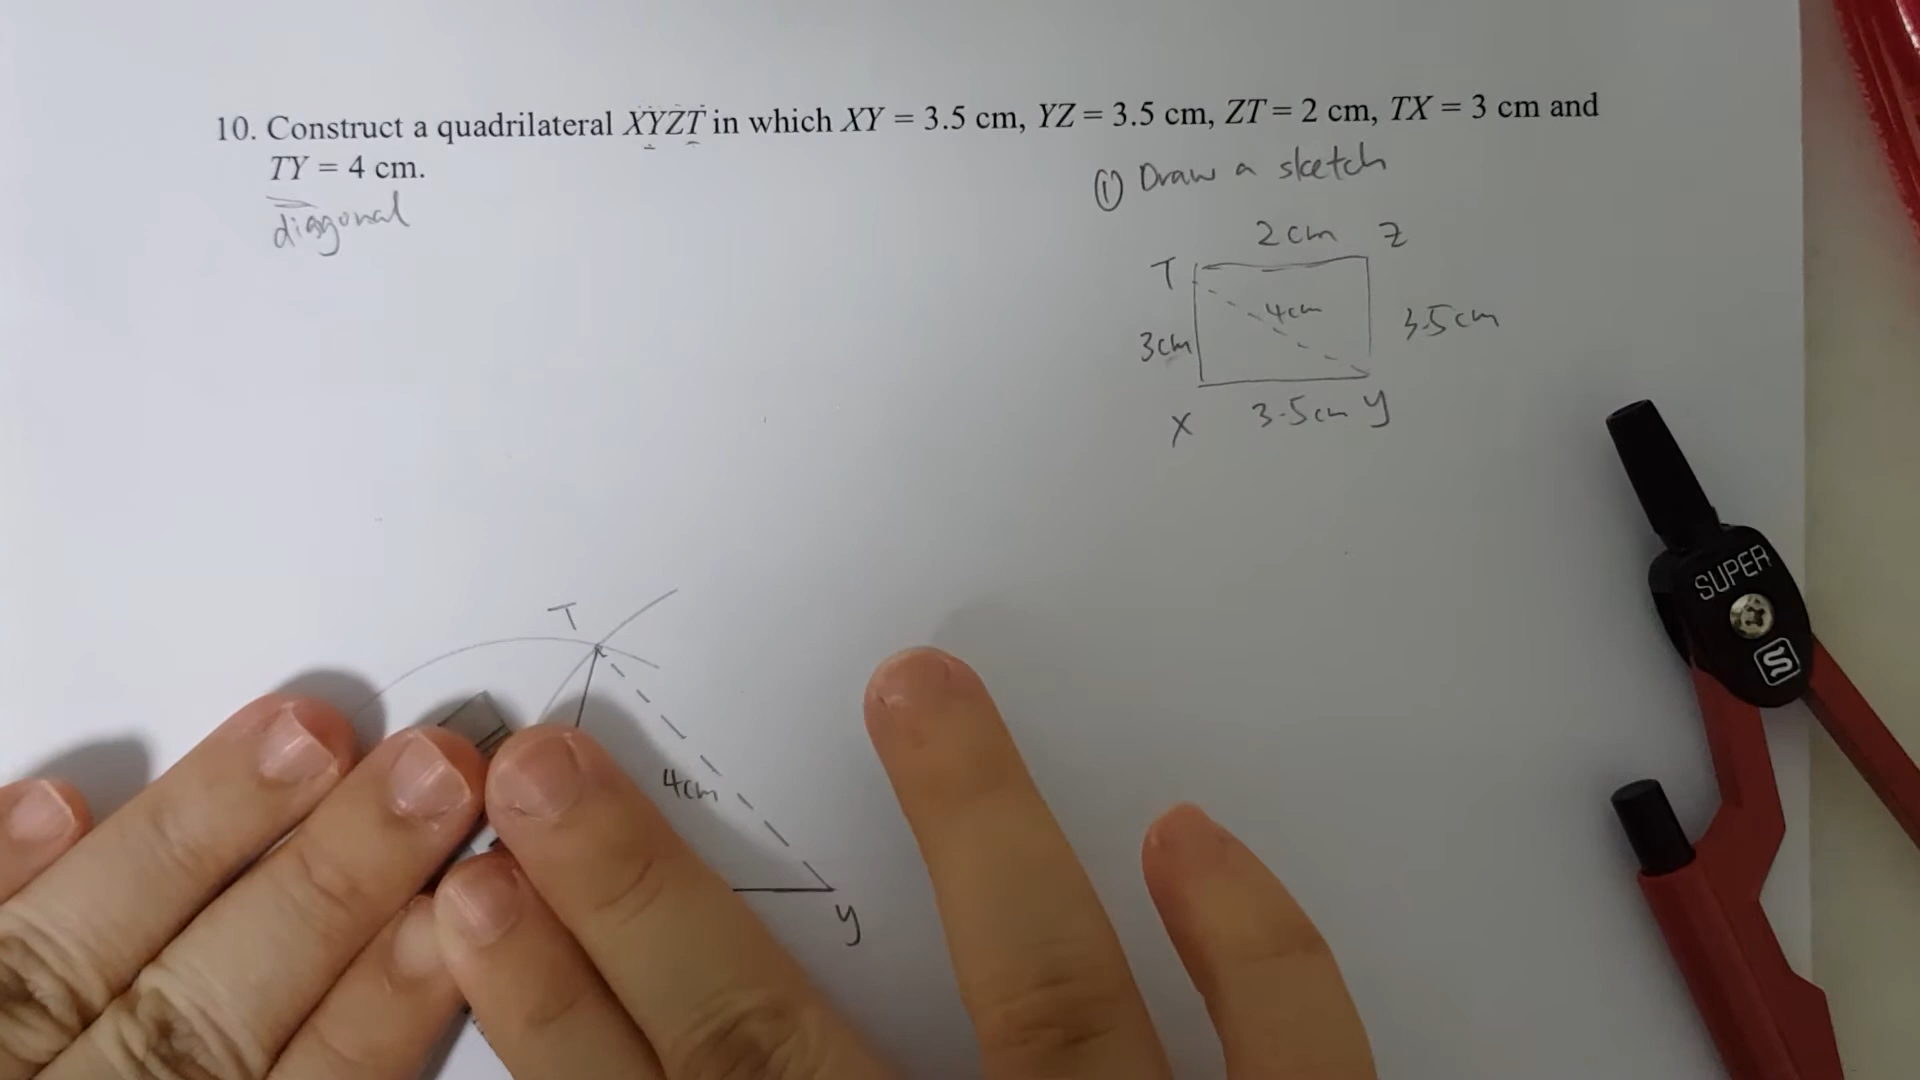 10. Construct a quadrilateral XYZT in which XY = 3.5 cm, YZ = 3.5 cm, ZT = 2 cm, TX = 3 cm and
TY = 4 cm.
diagonal
① Draw a sketch
2cm Z
T
4cm
3cm
3.5cm
X 3.5cm y
T
4cm
y
SUPER
S